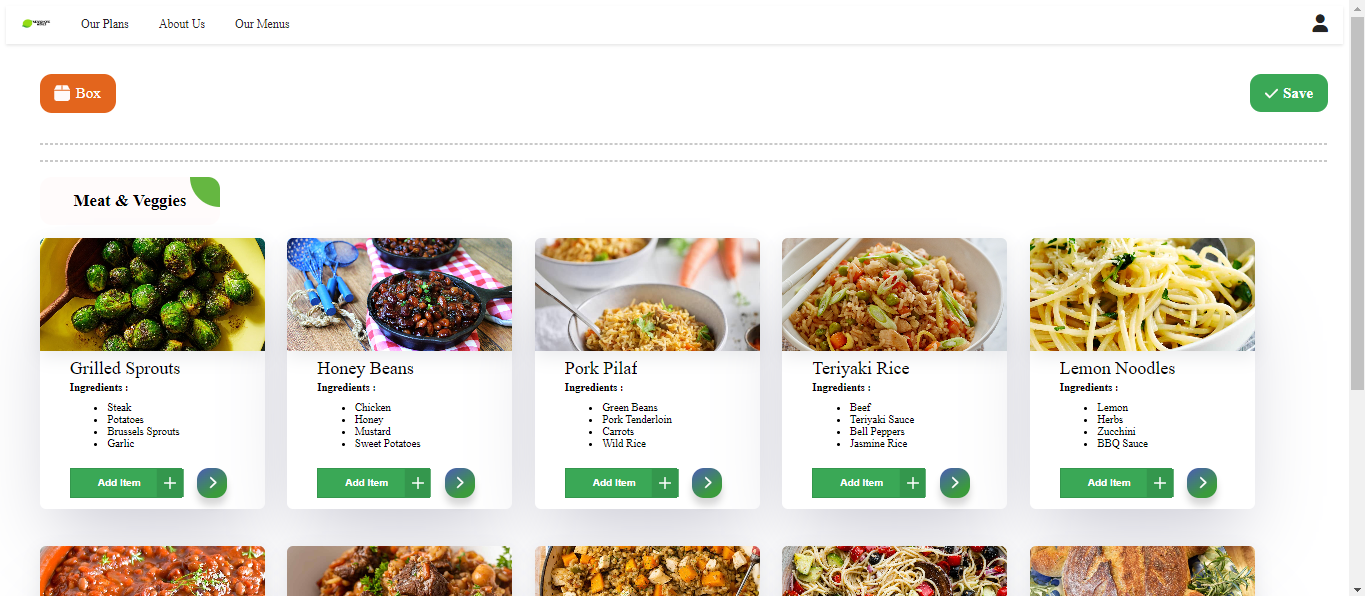 Our Plans About Us Our Menus
Box
Save
Meat & Veggies
Grilled Sprouts
Ingredients :
Steak
Potatoes
Brussels Sprouts
Garlic
Add Item
Honey Beans
Ingredients :
Chicken
Honey
Mustard
Sweet Potatoes
Add Item
Pork Pilaf
Ingredients :
Green Beans
Pork Tenderloin
Carrots
Wild Rice
Add Item
Teriyaki Rice
Ingredients :
Beef
Teriyaki Sauce
Bell Peppers
Jasmine Rice
Add Item
Lemon Noodles
Ingredients :
Lemon
Herbs
Zucchini
BBQ Sauce
Add Item